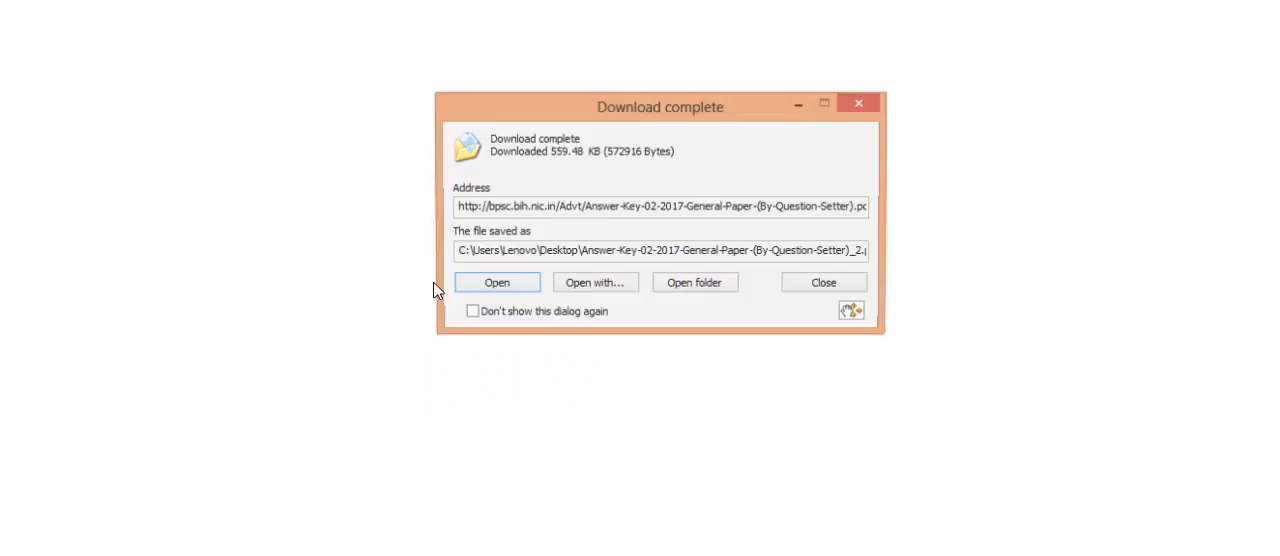 Download complete
Download complete
Downloaded 559.48 KB (572916 Bytes)
Address
http://bpsc.bih.nic.in/Advt/Answer-Key-02-2017-General-Paper-(By-Question-Setter).pc
The file saved as
C:\Users\Lenovo\Desktop\Answer-Key-02-2017-General-Paper-(By-Question-Setter)_2.p
Open Open with... Open folder Close
Don't show this dialog again